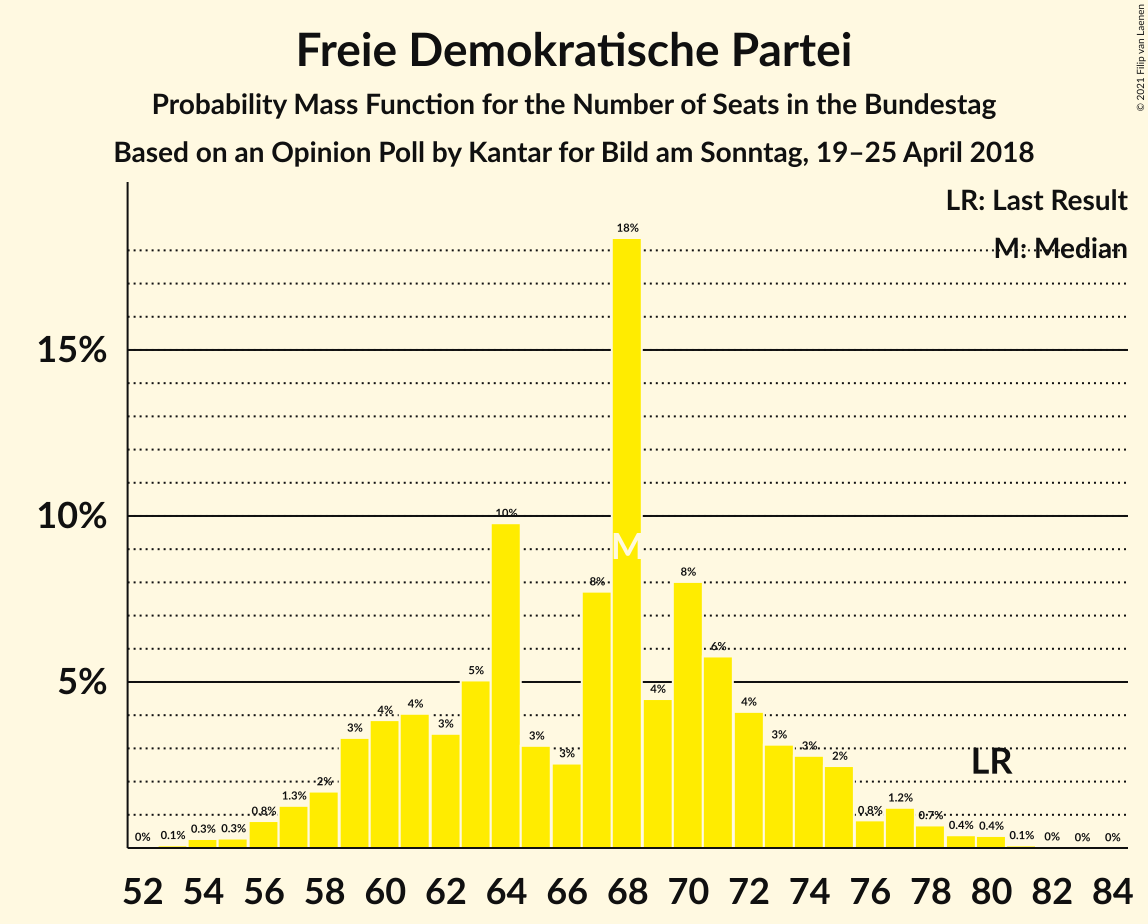 Freie Demokratische Partei
Probability Mass Function for the Number of Seats in the Bundestag
Based on an Opinion Poll by Kantar for Bild am Sonntag, 19–25 April 2018
© 2021 Filip van Laenen
LR: Last Result
M: Median
15%
10%
5%
0% 0.1% 0.3% 0.3% 0.8% 1.3% 2% 3% 4% 4% 3% 5% 10% 3% 3% 8% 18% 4% 8% 6% 4% 3% 3% 2% 0.8% 1.2% 0.7% 0.4% 0.4% 0.1% 0% 0% 0%
M
LR
52 54 56 58 60 62 64 66 68 70 72 74 76 78 80 82 84